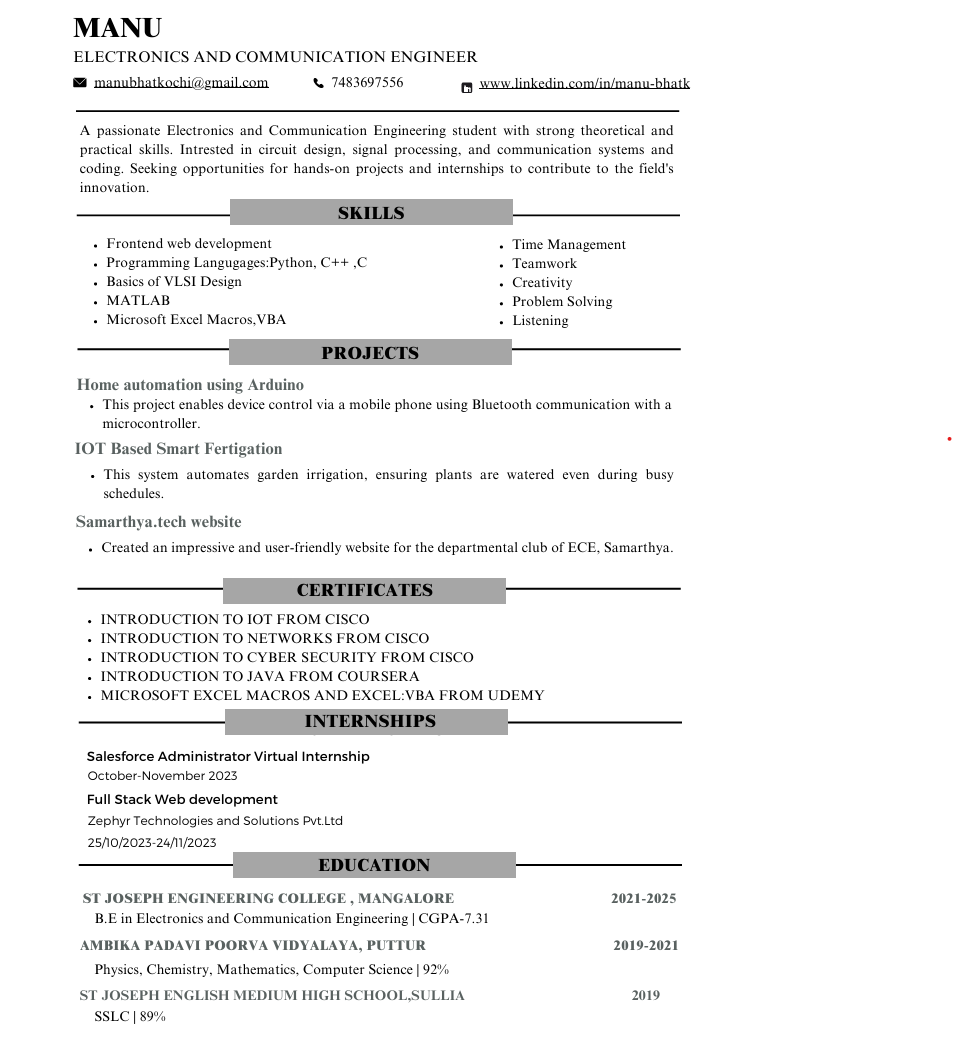 MANU
ELECTRONICS AND COMMUNICATION ENGINEER
manubhatkochi@gmail.com 7483697556 www.linkedin.com/in/manu-bhatk
A passionate Electronics and Communication Engineering student with strong theoretical and
practical skills. Intrested in circuit design, signal processing, and communication systems and
coding. Seeking opportunities for hands-on projects and internships to contribute to the field's
innovation.
SKILLS
• Frontend web development
• Programming Langugages:Python, C++ ,C
• Basics of VLSI Design
• MATLAB
• Microsoft Excel Macros,VBA
• Time Management
• Teamwork
• Creativity
• Problem Solving
• Listening
PROJECTS
Home automation using Arduino
• This project enables device control via a mobile phone using Bluetooth communication with a
microcontroller.
IOT Based Smart Fertigation
• This system automates garden irrigation, ensuring plants are watered even during busy
schedules.
Samarthya.tech website
• Created an impressive and user-friendly website for the departmental club of ECE, Samarthya.
CERTIFICATES
• INTRODUCTION TO IOT FROM CISCO
• INTRODUCTION TO NETWORKS FROM CISCO
• INTRODUCTION TO CYBER SECURITY FROM CISCO
• INTRODUCTION TO JAVA FROM COURSERA
• MICROSOFT EXCEL MACROS AND EXCEL:VBA FROM UDEMY
INTERNSHIPS
Salesforce Administrator Virtual Internship
October-November 2023
Full Stack Web development
Zephyr Technologies and Solutions Pvt.Ltd
25/10/2023-24/11/2023
EDUCATION
ST JOSEPH ENGINEERING COLLEGE , MANGALORE 2021-2025
B.E in Electronics and Communication Engineering | CGPA-7.31
AMBIKA PADAVI POORVA VIDYALAYA, PUTTUR 2019-2021
Physics, Chemistry, Mathematics, Computer Science | 92%
ST JOSEPH ENGLISH MEDIUM HIGH SCHOOL,SULLIA 2019
SSLC | 89%